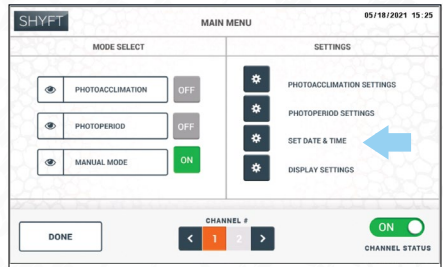 SHYFT
MAIN MENU
05/18/2021 15:25
MODE SELECT
SETTINGS
PHOTOACCLIMATION
OFF
PHOTOPERIOD
OFF
MANUAL MODE
ON
PHOTOACCLIMATION SETTINGS
PHOTOPERIOD SETTINGS
SET DATE & TIME
DISPLAY SETTINGS
DONE
CHANNEL #
< 1 2 >
ON
CHANNEL STATUS